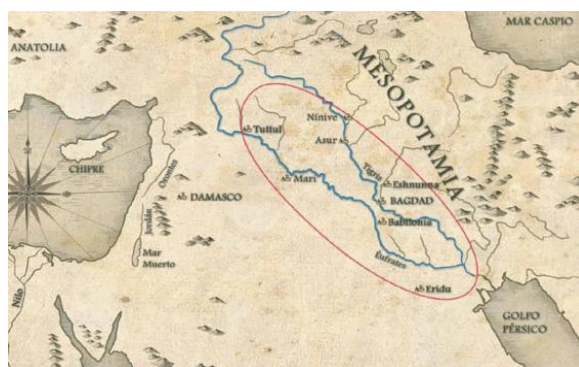 ANATOLIA
MAR CASPIO
MESOPOTAMIA
Nínive
Tuttul
Asur
CHIPRE
Orontes
Tigris
Mari
Eshnunna
DAMASCO
BAGDAD
Jordán
Babilonia
Mar
Muerto
Éufrates
Eridu
Nilo
GOLFO
PÉRSICO